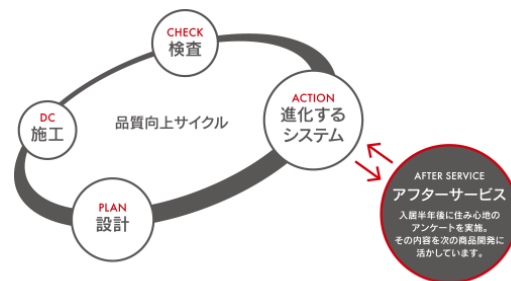 CHECK
検査
ACTION
進化する
システム
DC
施工
品質向上サイクル
PLAN
設計
AFTER SERVICE
アフターサービス
入居半年後に住み心地の
アンケートを実施。
その内容を次の商品開発に
活かしています。